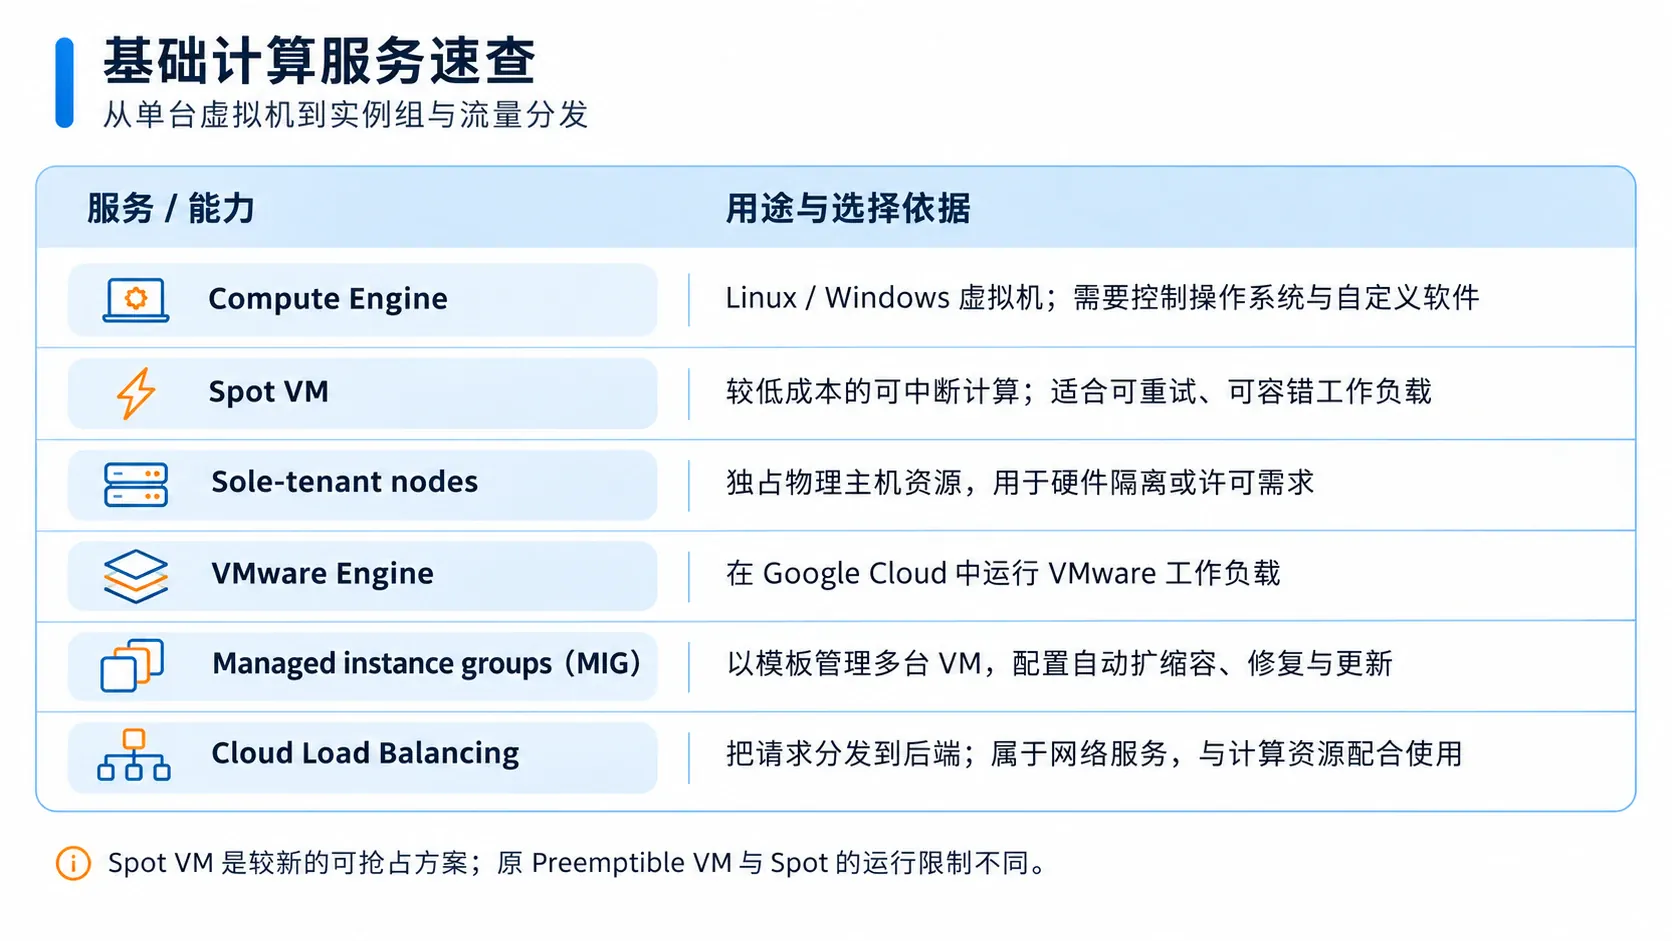 基础计算服务速查
从单台虚拟机到实例组与流量分发
服务 / 能力
用途与选择依据
Compute Engine
Linux / Windows 虚拟机；需要控制操作系统与自定义软件
Spot VM
较低成本的可中断计算；适合可重试、可容错工作负载
Sole-tenant nodes
独占物理主机资源，用于硬件隔离或许可需求
VMware Engine
在 Google Cloud 中运行 VMware 工作负载
Managed instance groups（MIG）
以模板管理多台 VM，配置自动扩缩容、修复与更新
Cloud Load Balancing
把请求分发到后端；属于网络服务，与计算资源配合使用
Spot VM 是较新的可抢占方案；原 Preemptible VM 与 Spot 的运行限制不同。